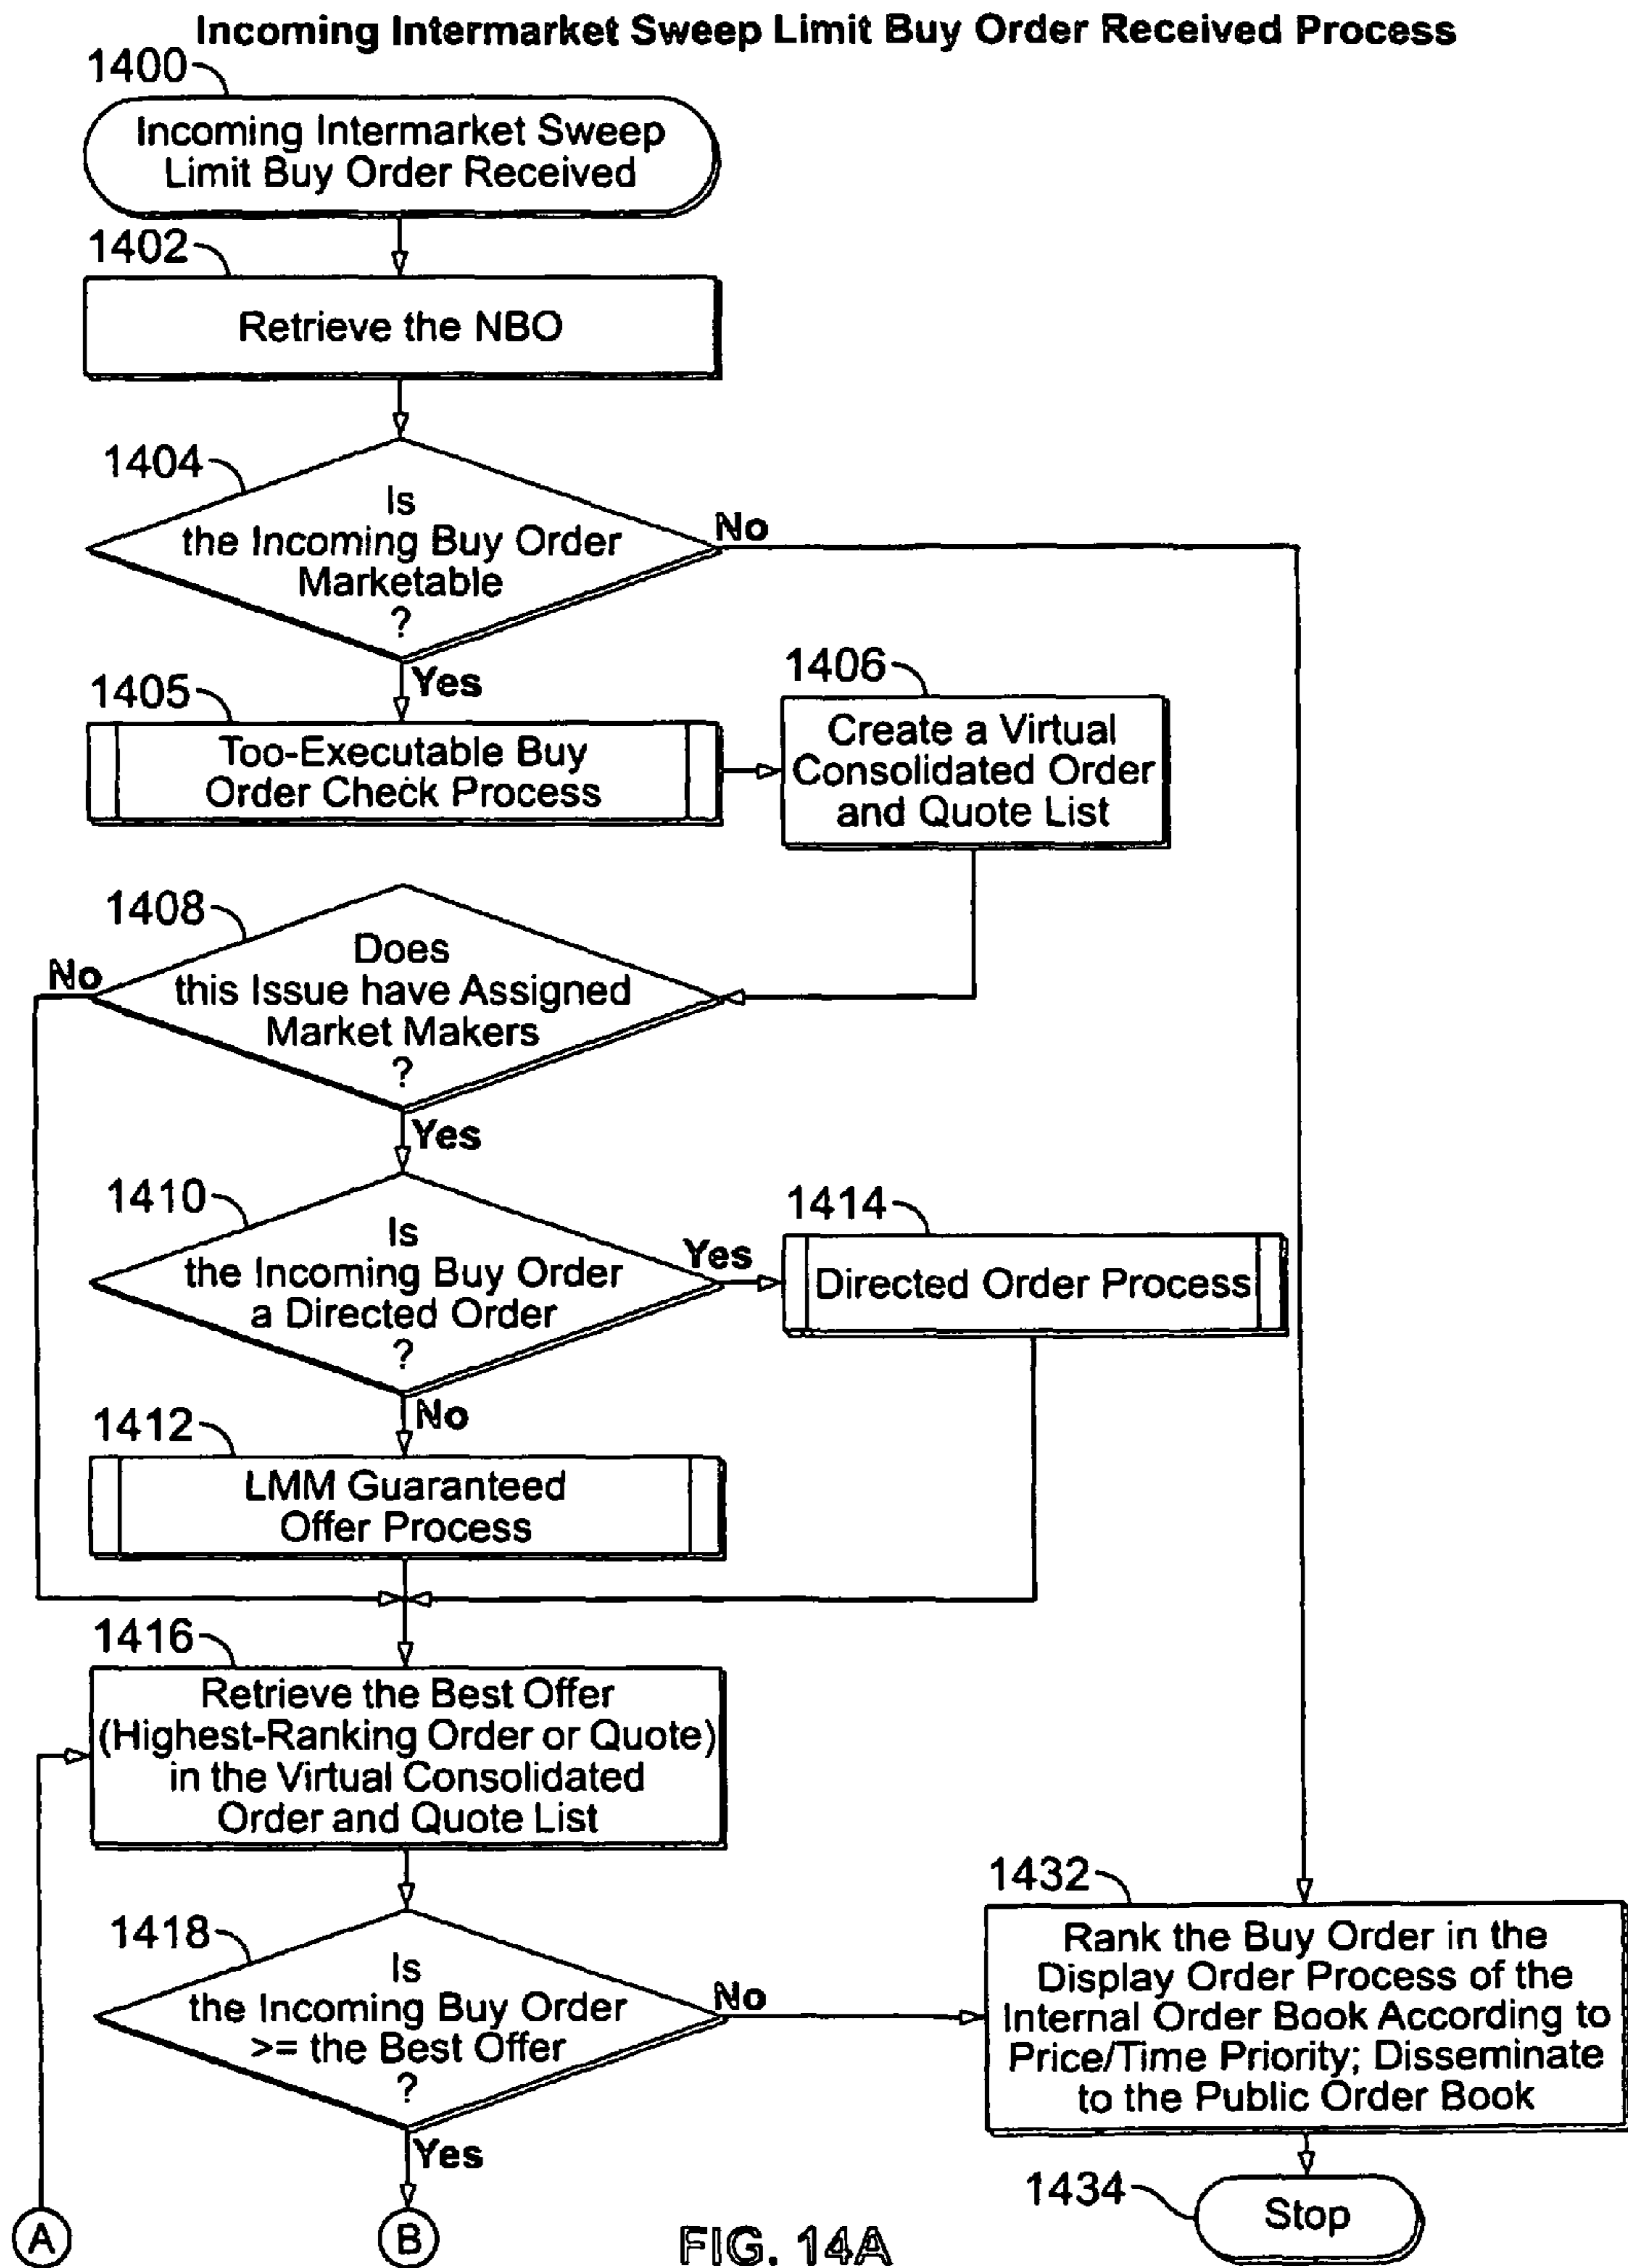 Incoming Intermarket Sweep Limit Buy Order Received Process
1400
Incoming Intermarket Sweep
Limit Buy Order Received
1402
Retrieve the NBO
1404
Is
the Incoming Buy Order
Marketable
?
No
Yes
1405
Too-Executable Buy
Order Check Process
1406
Create a Virtual
Consolidated Order
and Quote List
1408
Does
this Issue have Assigned
Market Makers
?
No
Yes
1410
Is
the Incoming Buy Order
a Directed Order
?
Yes
1414
Directed Order Process
No
1412
LMM Guaranteed
Offer Process
1416
Retrieve the Best Offer
(Highest-Ranking Order or Quote)
in the Virtual Consolidated
Order and Quote List
1418
Is
the Incoming Buy Order
>= the Best Offer
?
No
1432
Rank the Buy Order in the
Display Order Process of the
Internal Order Book According to
Price/Time Priority; Disseminate
to the Public Order Book
Yes
1434
Stop
A
B
FIG. 14A